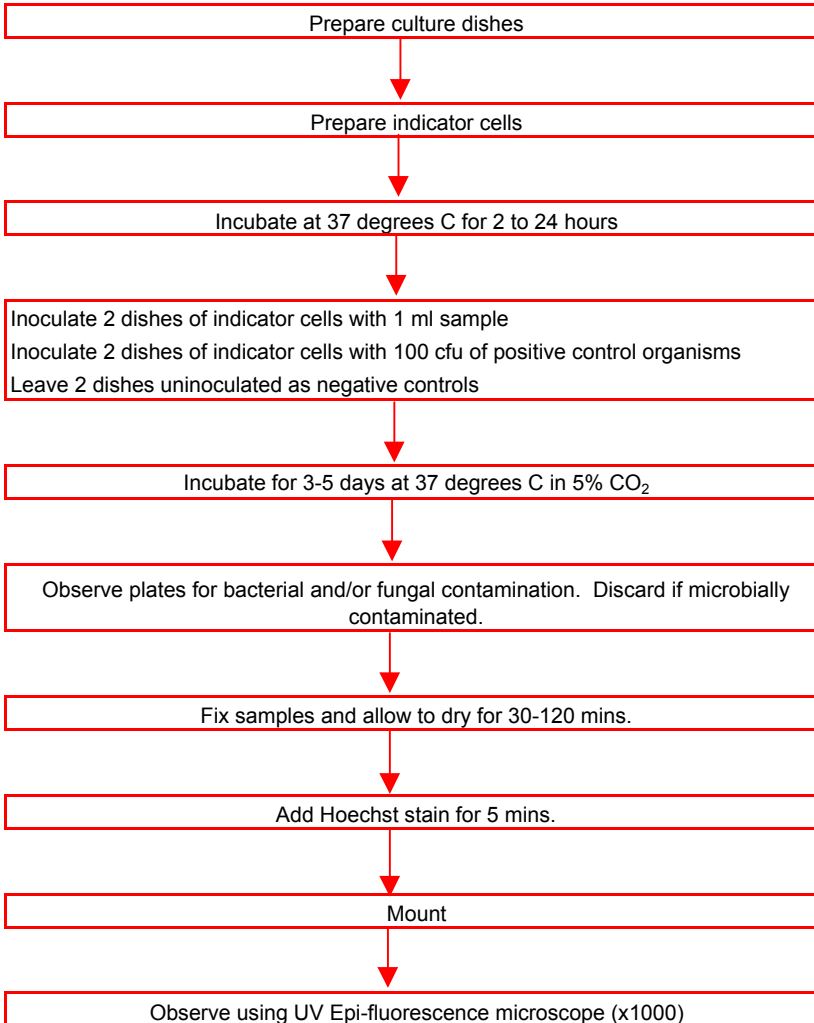 Prepare culture dishes
Prepare indicator cells
Incubate at 37 degrees C for 2 to 24 hours
Inoculate 2 dishes of indicator cells with 1 ml sample
Inoculate 2 dishes of indicator cells with 100 cfu of positive control organisms
Leave 2 dishes uninoculated as negative controls
Incubate for 3-5 days at 37 degrees C in 5% CO₂
Observe plates for bacterial and/or fungal contamination. Discard if microbially
contaminated.
Fix samples and allow to dry for 30-120 mins.
Add Hoechst stain for 5 mins.
Mount
Observe using UV Epi-fluorescence microscope (x1000)